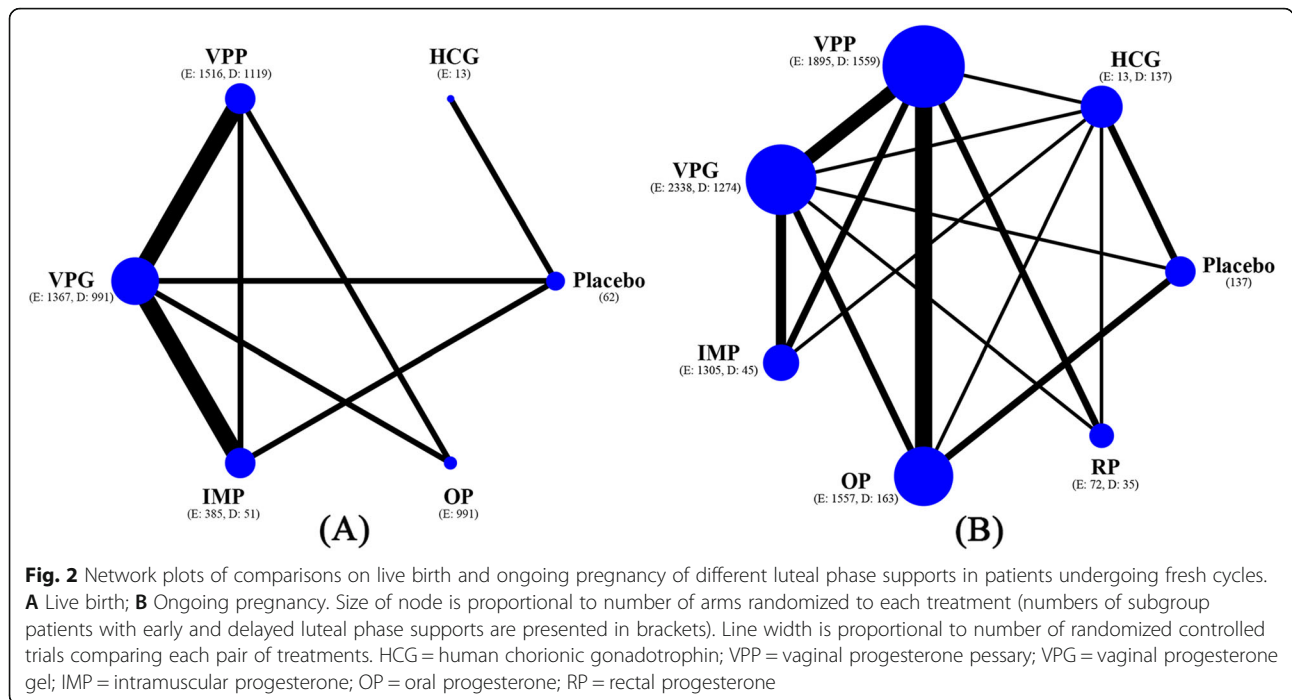 VPP
(E: 1516, D: 1119)
HCG
(E: 13)
VPG
(E: 1367, D: 991)
Placebo
(62)
IMP
(E: 385, D: 51)
OP
(E: 991)
(A)
VPP
(E: 1895, D: 1559)
HCG
(E: 13, D: 137)
VPG
(E: 2338, D: 1274)
Placebo
(137)
IMP
(E: 1305, D: 45)
RP
(E: 72, D: 35)
OP
(E: 1557, D: 163)
(B)
Fig. 2 Network plots of comparisons on live birth and ongoing pregnancy of different luteal phase supports in patients undergoing fresh cycles.
A Live birth; B Ongoing pregnancy. Size of node is proportional to number of arms randomized to each treatment (numbers of subgroup
patients with early and delayed luteal phase supports are presented in brackets). Line width is proportional to number of randomized controlled
trials comparing each pair of treatments. HCG = human chorionic gonadotrophin; VPP = vaginal progesterone pessary; VPG = vaginal progesterone
gel; IMP = intramuscular progesterone; OP = oral progesterone; RP = rectal progesterone